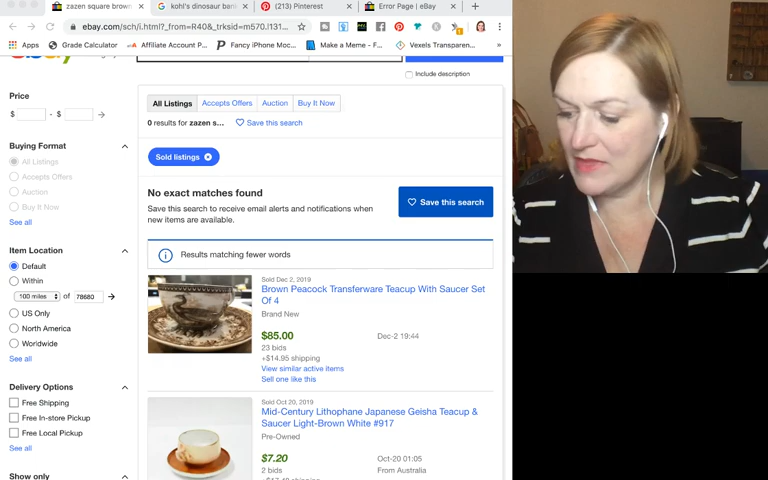 zazen square brown
kohl's dinosaur ban
(213) Pinterest
Error Page | eBay
ebay.com/sch/i.html?_from=R40&_trksid=m570.l131...
Apps
Grade Calculator
Affiliate Account P...
Fancy iPhone Moc...
Make a Meme - F...
Vexels Transparen...
Include description
Price
$ - $
Buying Format
All Listings
Accepts Offers
Auction
Buy It Now
See all
Item Location
Default
Within
100 miles of 78680
US Only
North America
Worldwide
See all
Delivery Options
Free Shipping
Free In-store Pickup
Free Local Pickup
See all
Show only
All Listings Accepts Offers Auction Buy It Now
0 results for zazen s... Save this search
Sold listings
No exact matches found
Save this search to receive email alerts and notifications when
new items are available.
Save this search
Results matching fewer words
Sold Dec 2, 2019
Brown Peacock Transferware Teacup With Saucer Set
Of 4
Brand New
$85.00 Dec-2 19:44
23 bids
+$14.95 shipping
View similar active items
Sell one like this
Sold Oct 20, 2019
Mid-Century Lithophane Japanese Geisha Teacup &
Saucer Light-Brown White #917
Pre-Owned
$7.20 Oct-20 01:05
2 bids From Australia